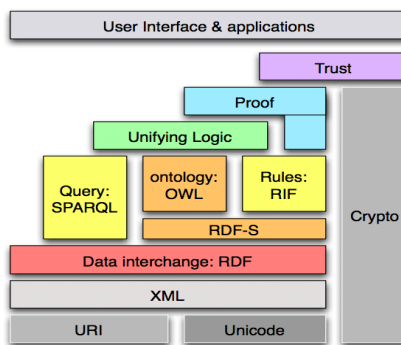 User Interface & applications
Trust
Proof
Unifying Logic
Query:
SPARQL
ontology:
OWL
Rules:
RIF
Crypto
RDF-S
Data interchange: RDF
XML
URI
Unicode